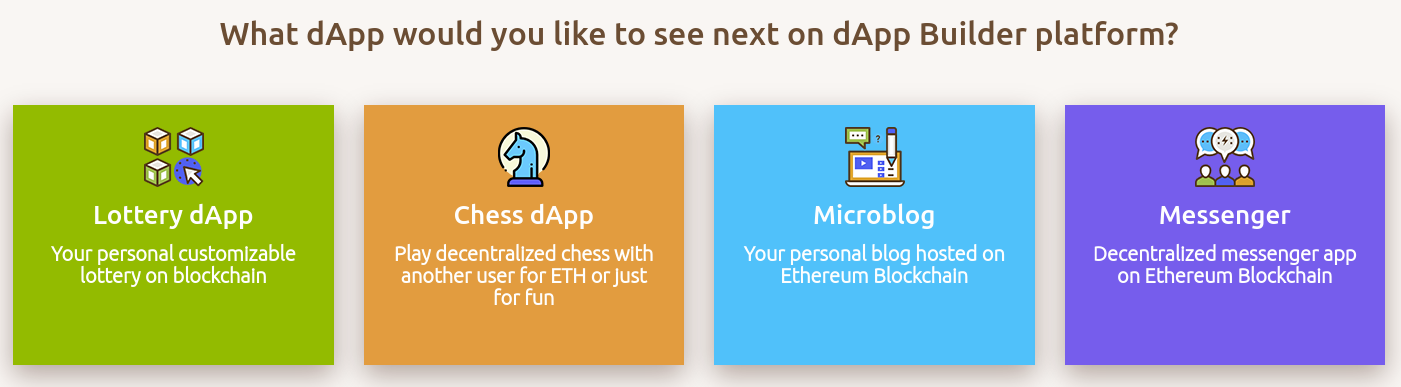 What dApp would you like to see next on dApp Builder platform?
Lottery dApp
Your personal customizable
lottery on blockchain
Chess dApp
Play decentralized chess with
another user for ETH or just
for fun
?
Microblog
Your personal blog hosted on
Ethereum Blockchain
Messenger
Decentralized messenger app
on Ethereum Blockchain